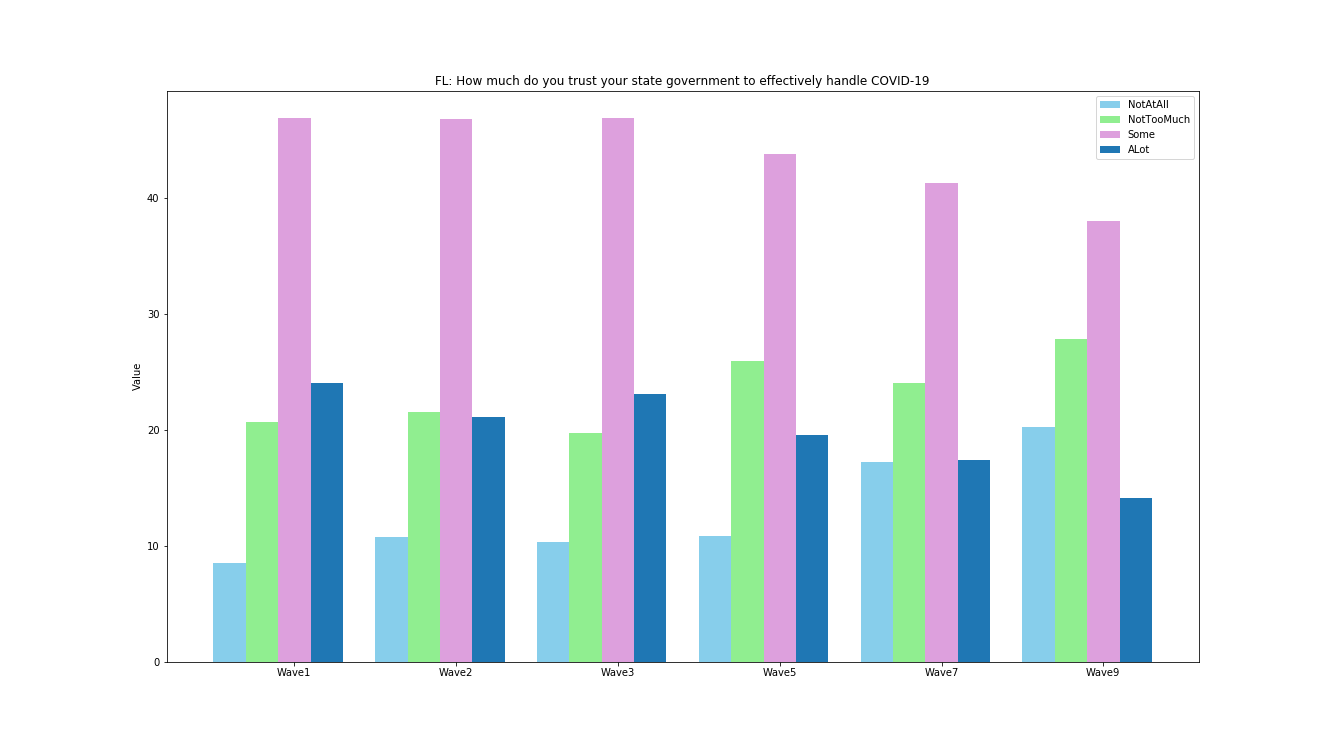 FL: How much do you trust your state government to effectively handle COVID-19
NotAtAll
NotTooMuch
Some
ALot
Value
40
30
20
10
0
Wave1
Wave2
Wave3
Wave5
Wave7
Wave9